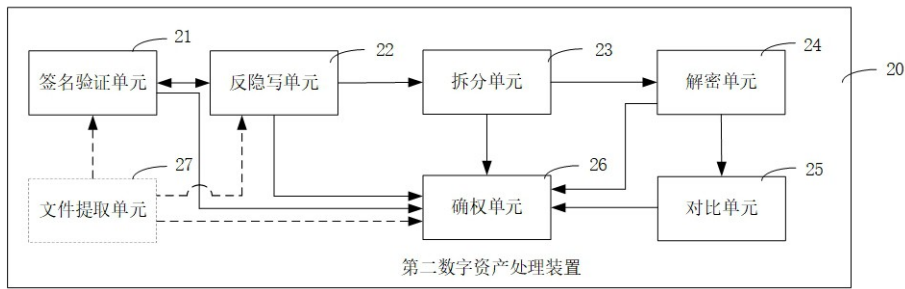 21
22
23
24
签名验证单元
反隐写单元
拆分单元
解密单元
20
27
26
25
文件提取单元
确权单元
对比单元
第二数字资产处理装置